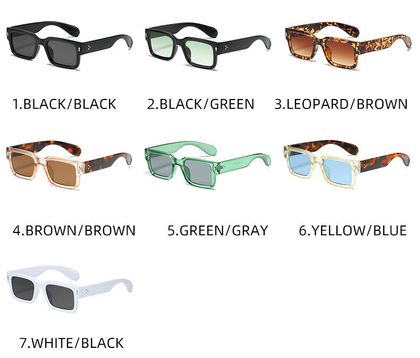 1.BLACK/BLACK
2.BLACK/GREEN
3.LEOPARD/BROWN
4.BROWN/BROWN
5.GREEN/GRAY
6.YELLOW/BLUE
7.WHITE/BLACK